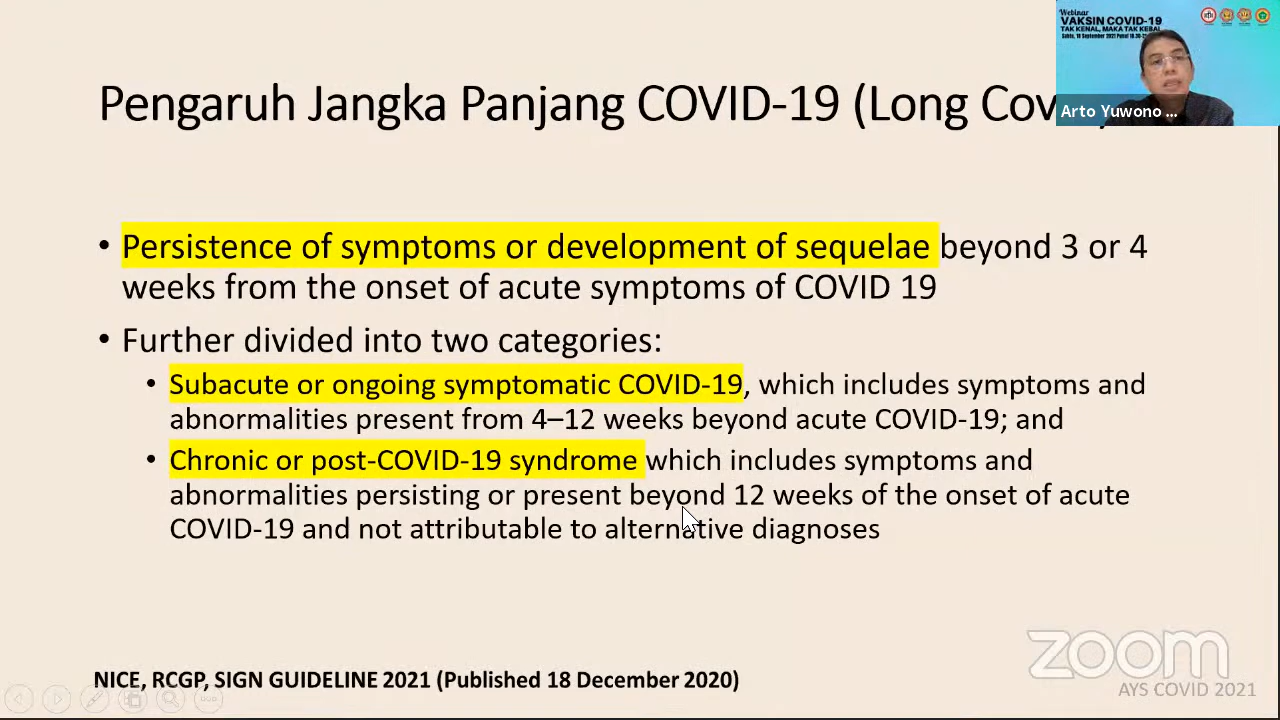 Webinar
VAKSIN COVID-19
TAK KENAL, MAKA TAK KEBAL
Arto Yuwono ...
Pengaruh Jangka Panjang COVID-19 (Long Cov
• Persistence of symptoms or development of sequelae beyond 3 or 4
weeks from the onset of acute symptoms of COVID 19
• Further divided into two categories:
• Subacute or ongoing symptomatic COVID-19, which includes symptoms and
abnormalities present from 4–12 weeks beyond acute COVID-19; and
• Chronic or post-COVID-19 syndrome which includes symptoms and
abnormalities persisting or present beyond 12 weeks of the onset of acute
COVID-19 and not attributable to alternative diagnoses
NICE, RCGP, SIGN GUIDELINE 2021 (Published 18 December 2020)
zoom
AYS COVID 2021